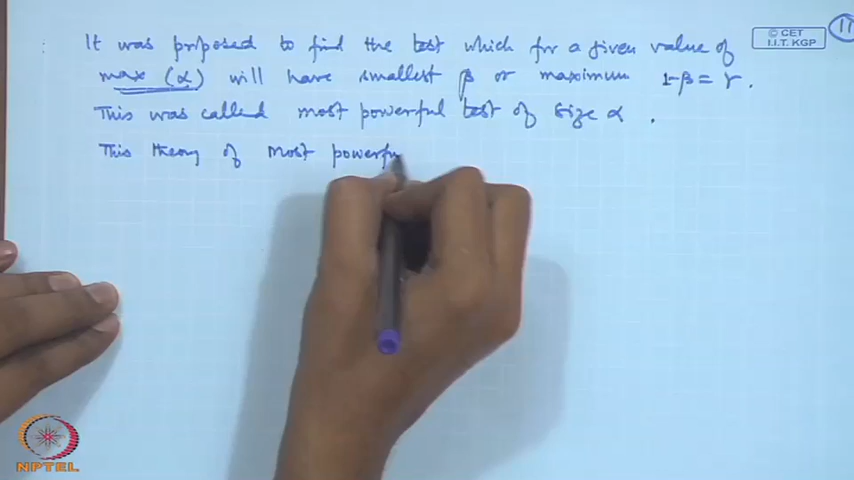 It was proposed to find the test which for a given value of
max (α) will have smallest β or maximum 1-β = γ.
This was called most powerful test of size α.
This theory of most powerfu
© CET
I.I.T. KGP
11
NPTEL